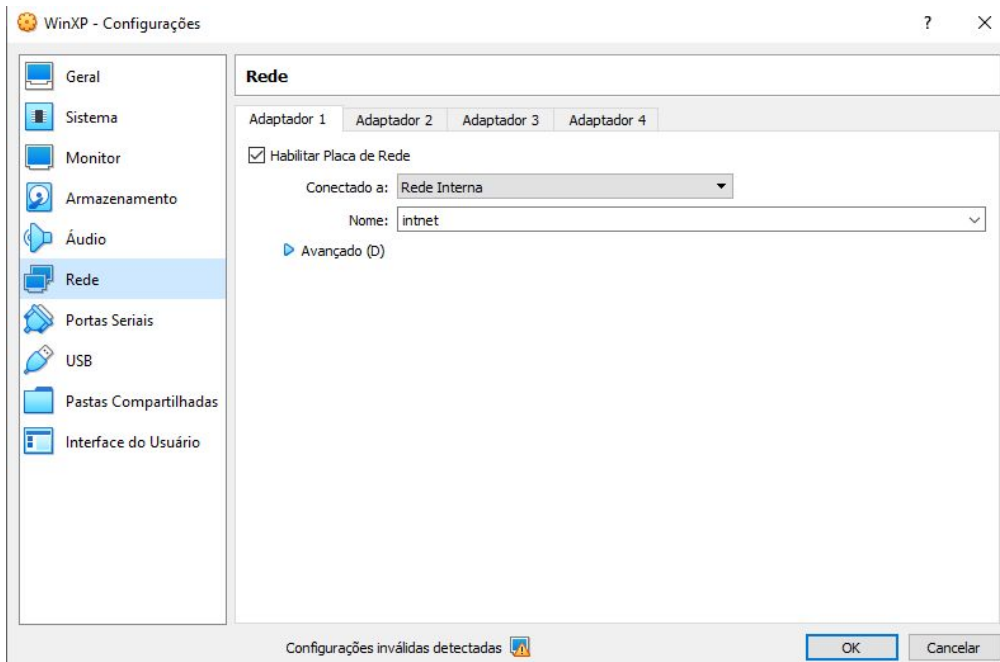 WinXP - Configurações
?
Geral
Sistema
Monitor
Armazenamento
Áudio
Rede
Portas Seriais
USB
Pastas Compartilhadas
Interface do Usuário
Rede
Adaptador 1 Adaptador 2 Adaptador 3 Adaptador 4
Habilitar Placa de Rede
Conectado a: Rede Interna
Nome: intnet
Avançado (D)
Configurações inválidas detectadas
OK Cancelar